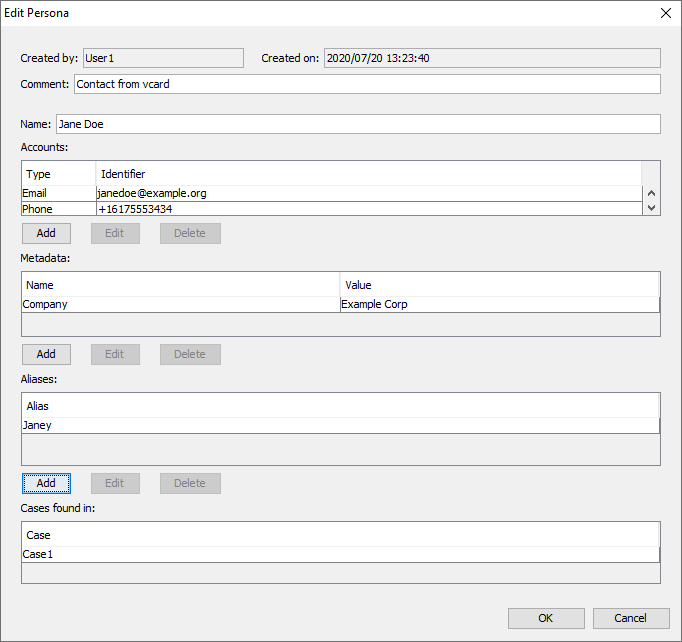 Edit Persona
Created by: User1 Created on: 2020/07/20 13:23:40
Comment: Contact from vcard
Name: Jane Doe
Accounts:
Type Identifier
Email janedoe@example.org
Phone +16175553434
Add Edit Delete
Metadata:
Name Value
Company Example Corp
Add Edit Delete
Aliases:
Alias
Janey
Add Edit Delete
Cases found in:
Case
Case1
OK Cancel